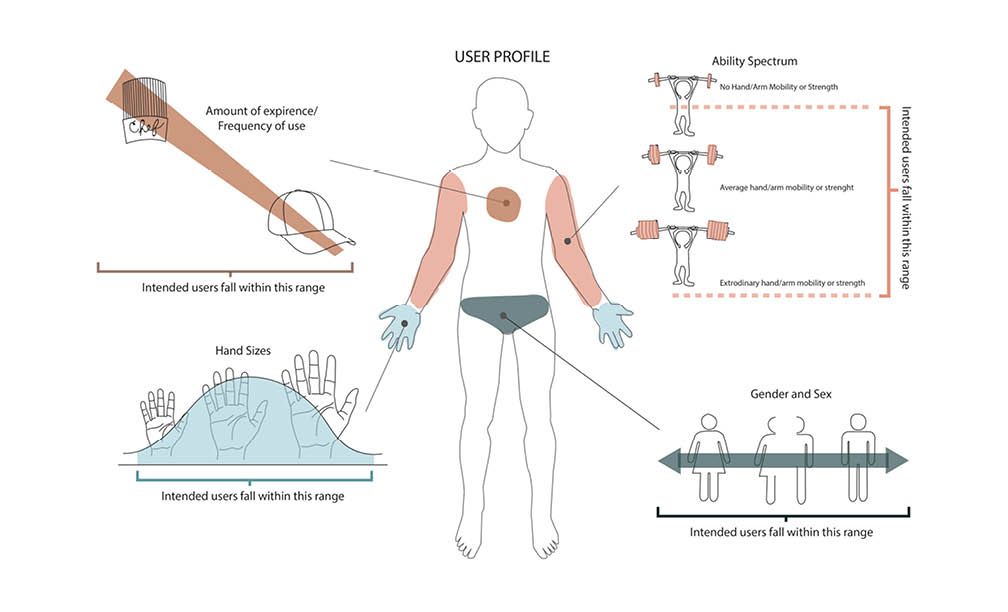 USER PROFILE
Amount of expirence/
Frequency of use
Chef
Intended users fall within this range
Hand Sizes
Intended users fall within this range
Ability Spectrum
No Hand/Arm Mobility or Strength
Average hand/arm mobility or strenght
Extrodinary hand/arm mobility or strength
Intended users fall within this range
Gender and Sex
Intended users fall within this range